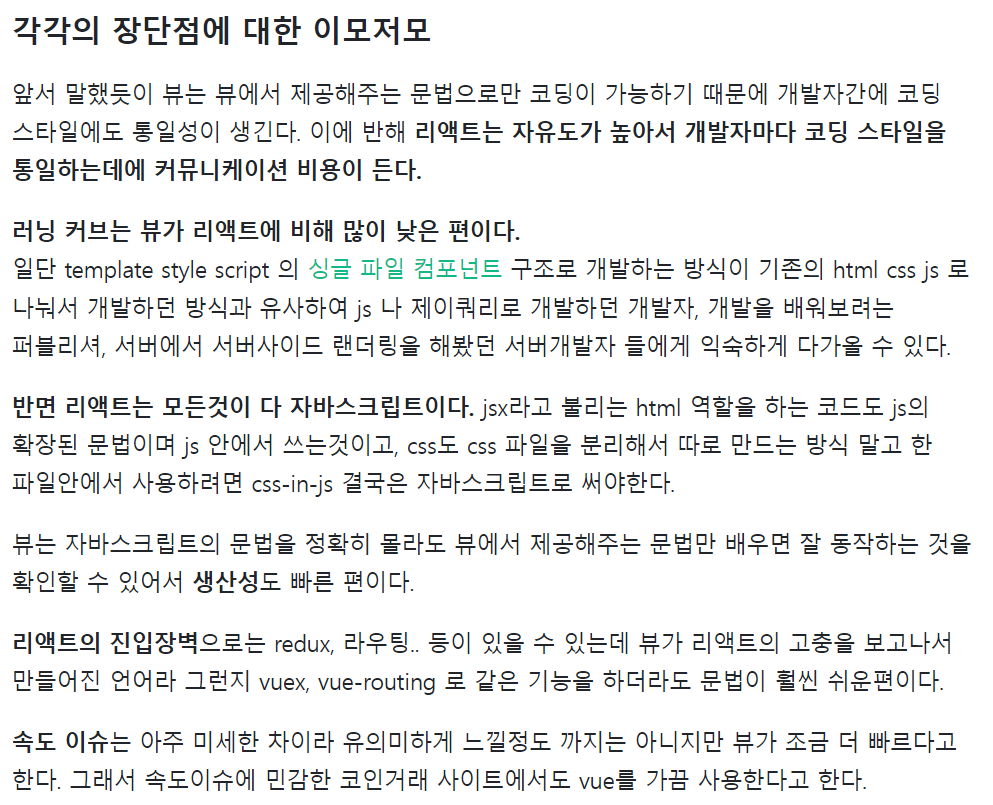 각각의 장단점에 대한 이모저모
앞서 말했듯이 뷰는 뷰에서 제공해주는 문법으로만 코딩이 가능하기 때문에 개발자간에 코딩
스타일에도 통일성이 생긴다. 이에 반해 리액트는 자유도가 높아서 개발자마다 코딩 스타일을
통일하는데에 커뮤니케이션 비용이 든다.
러닝 커브는 뷰가 리액트에 비해 많이 낮은 편이다.
일단 template style script 의 싱글 파일 컴포넌트 구조로 개발하는 방식이 기존의 html css js 로
나눠서 개발하던 방식과 유사하여 js 나 제이쿼리로 개발하던 개발자, 개발을 배워보려는
퍼블리셔, 서버에서 서버사이드 랜더링을 해봤던 서버개발자 들에게 익숙하게 다가올 수 있다.
반면 리액트는 모든것이 다 자바스크립트이다. jsx라고 불리는 html 역할을 하는 코드도 js의
확장된 문법이며 js 안에서 쓰는것이고, css도 css 파일을 분리해서 따로 만드는 방식 말고 한
파일안에서 사용하려면 css-in-js 결국은 자바스크립트로 써야한다.
뷰는 자바스크립트의 문법을 정확히 몰라도 뷰에서 제공해주는 문법만 배우면 잘 동작하는 것을
확인할 수 있어서 생산성도 빠른 편이다.
리액트의 진입장벽으로는 redux, 라우팅.. 등이 있을 수 있는데 뷰가 리액트의 고충을 보고나서
만들어진 언어라 그런지 vuex, vue-routing 로 같은 기능을 하더라도 문법이 훨씬 쉬운편이다.
속도 이슈는 아주 미세한 차이라 유의미하게 느낄정도 까지는 아니지만 뷰가 조금 더 빠르다고
한다. 그래서 속도이슈에 민감한 코인거래 사이트에서도 vue를 가끔 사용한다고 한다.